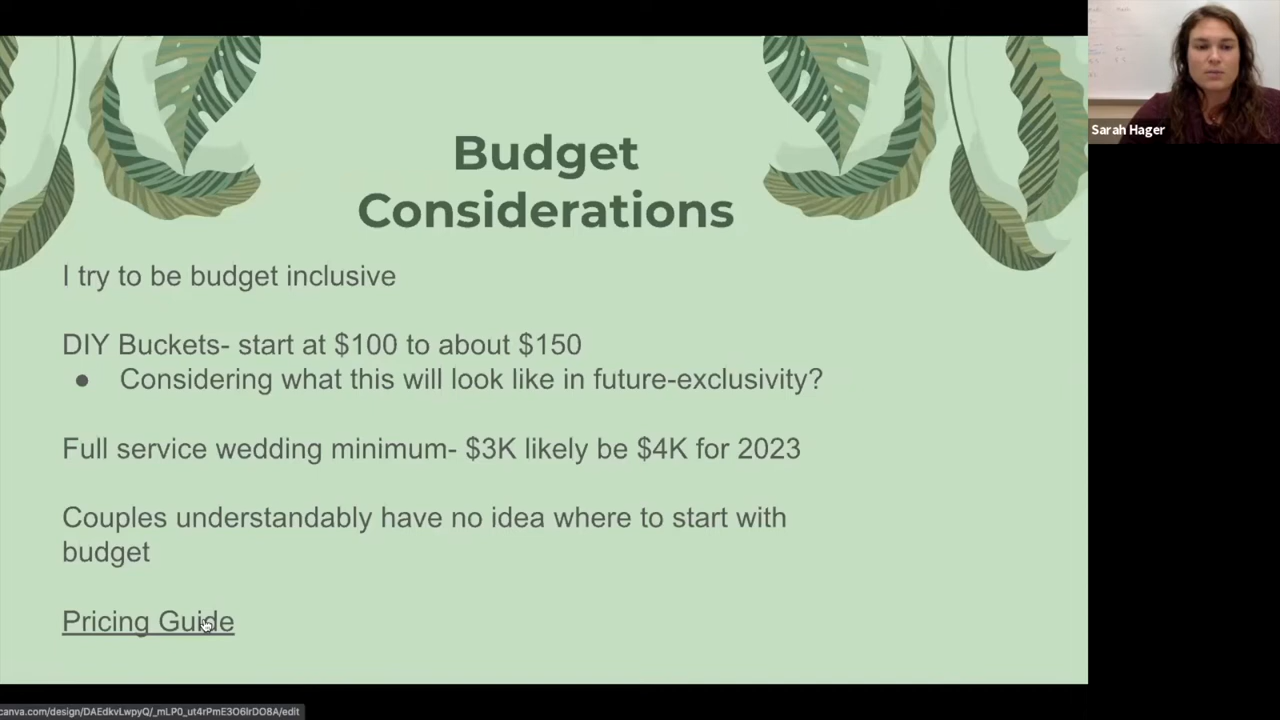 Budget
Considerations
I try to be budget inclusive
DIY Buckets- start at $100 to about $150
● Considering what this will look like in future-exclusivity?
Full service wedding minimum- $3K likely be $4K for 2023
Couples understandably have no idea where to start with
budget
Pricing Guide
Sarah Hager
canva.com/design/DAEdkvLwpyQ/_mLP0_ut4rPmE3O6IrDO8A/edit